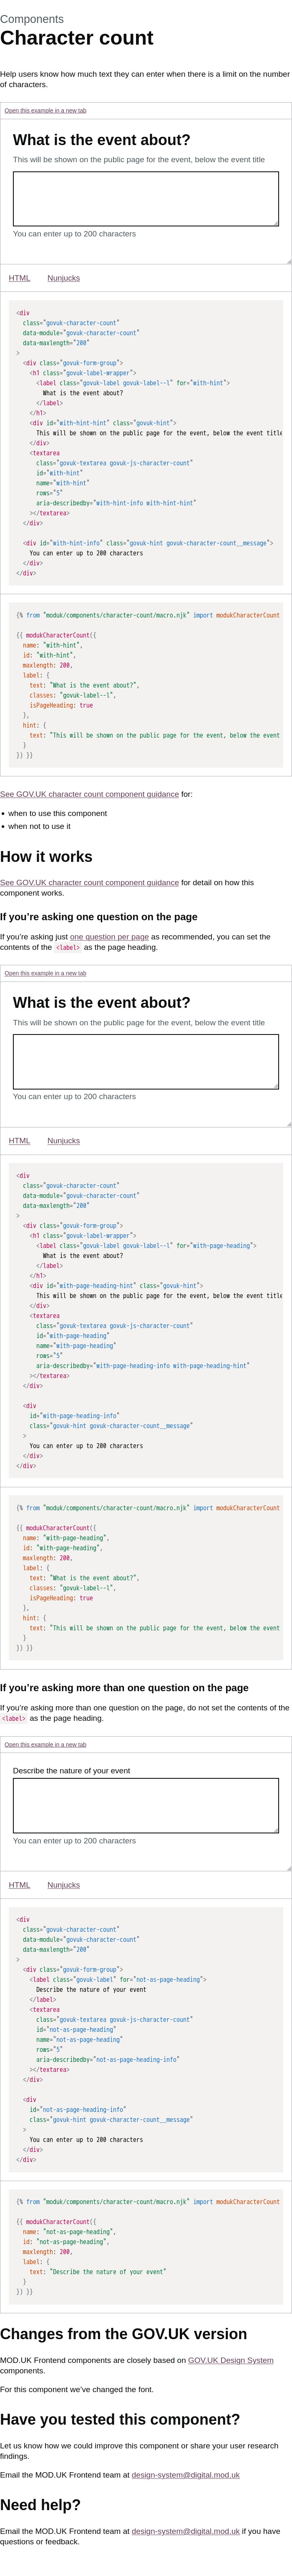 Components
Character count
Help users know how much text they can enter when there is a limit on the number
of characters.
Open this example in a new tab
What is the event about?
This will be shown on the public page for the event, below the event title
You can enter up to 200 characters
HTML Nunjucks
<div
class="govuk-character-count"
data-module="govuk-character-count"
data-maxlength="200"
>
<div class="govuk-form-group">
<h1 class="govuk-label-wrapper">
<label class="govuk-label govuk-label--l" for="with-hint">
What is the event about?
</label>
</h1>
<div id="with-hint-hint" class="govuk-hint">
This will be shown on the public page for the event, below the event title
</div>
<textarea
class="govuk-textarea govuk-js-character-count"
id="with-hint"
name="with-hint"
rows="5"
aria-describedby="with-hint-info with-hint-hint"
></textarea>
</div>
<div id="with-hint-info" class="govuk-hint govuk-character-count__message">
You can enter up to 200 characters
</div>
</div>
{% from "moduk/components/character-count/macro.njk" import modukCharacterCount
{{ modukCharacterCount({
name: "with-hint",
id: "with-hint",
maxlength: 200,
label: {
text: "What is the event about?",
classes: "govuk-label--l",
isPageHeading: true
},
hint: {
text: "This will be shown on the public page for the event, below the event
}
}) }}
See GOV.UK character count component guidance for:
• when to use this component
• when not to use it
How it works
See GOV.UK character count component guidance for detail on how this
component works.
If you're asking one question on the page
If you're asking just one question per page as recommended, you can set the
contents of the <label> as the page heading.
Open this example in a new tab
What is the event about?
This will be shown on the public page for the event, below the event title
You can enter up to 200 characters
HTML Nunjucks
<div
class="govuk-character-count"
data-module="govuk-character-count"
data-maxlength="200"
>
<div class="govuk-form-group">
<h1 class="govuk-label-wrapper">
<label class="govuk-label govuk-label--l" for="with-page-heading">
What is the event about?
</label>
</h1>
<div id="with-page-heading-hint" class="govuk-hint">
This will be shown on the public page for the event, below the event title
</div>
<textarea
class="govuk-textarea govuk-js-character-count"
id="with-page-heading"
name="with-page-heading"
rows="5"
aria-describedby="with-page-heading-info with-page-heading-hint"
></textarea>
</div>
<div
id="with-page-heading-info"
class="govuk-hint govuk-character-count__message"
>
You can enter up to 200 characters
</div>
</div>
{% from "moduk/components/character-count/macro.njk" import modukCharacterCount
{{ modukCharacterCount({
name: "with-page-heading",
id: "with-page-heading",
maxlength: 200,
label: {
text: "What is the event about?",
classes: "govuk-label--l",
isPageHeading: true
},
hint: {
text: "This will be shown on the public page for the event, below the event
}
}) }}
If you're asking more than one question on the page
If you're asking more than one question on the page, do not set the contents of the
<label> as the page heading.
Open this example in a new tab
Describe the nature of your event
You can enter up to 200 characters
HTML Nunjucks
<div
class="govuk-character-count"
data-module="govuk-character-count"
data-maxlength="200"
>
<div class="govuk-form-group">
<label class="govuk-label" for="not-as-page-heading">
Describe the nature of your event
</label>
<textarea
class="govuk-textarea govuk-js-character-count"
id="not-as-page-heading"
name="not-as-page-heading"
rows="5"
aria-describedby="not-as-page-heading-info"
></textarea>
</div>
<div
id="not-as-page-heading-info"
class="govuk-hint govuk-character-count__message"
>
You can enter up to 200 characters
</div>
</div>
{% from "moduk/components/character-count/macro.njk" import modukCharacterCount
{{ modukCharacterCount({
name: "not-as-page-heading",
id: "not-as-page-heading",
maxlength: 200,
label: {
text: "Describe the nature of your event"
}
}) }}
Changes from the GOV.UK version
MOD.UK Frontend components are closely based on GOV.UK Design System
components.
For this component we've changed the font.
Have you tested this component?
Let us know how we could improve this component or share your user research
findings.
Email the MOD.UK Frontend team at design-system@digital.mod.uk
Need help?
Email the MOD.UK Frontend team at design-system@digital.mod.uk if you have
questions or feedback.